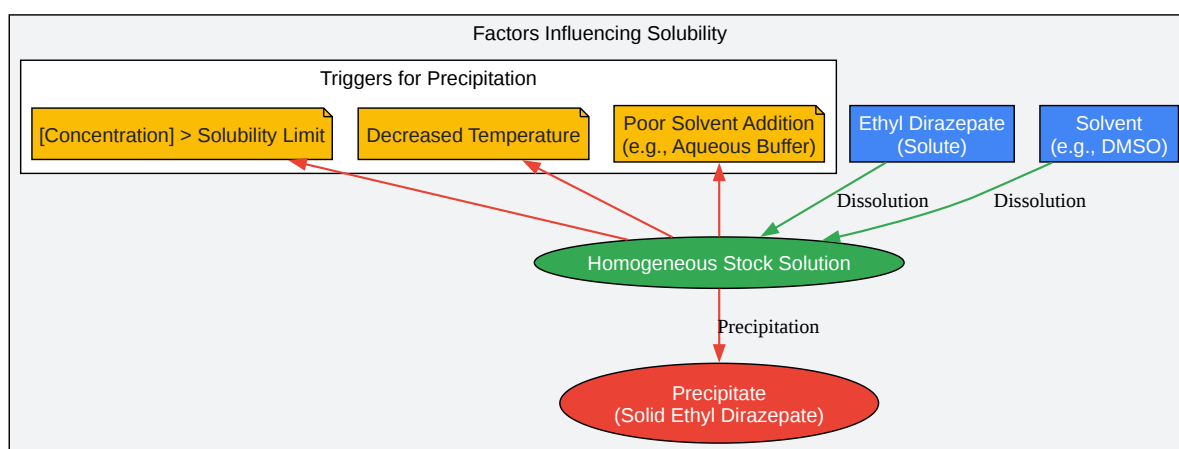 Factors Influencing Solubility
Triggers for Precipitation
[Concentration] > Solubility Limit
Decreased Temperature
Poor Solvent Addition
(e.g., Aqueous Buffer)
Ethyl Dirazepate
(Solute)
Solvent
(e.g., DMSO)
Dissolution
Dissolution
Homogeneous Stock Solution
Precipitation
Precipitate
(Solid Ethyl Dirazepate)